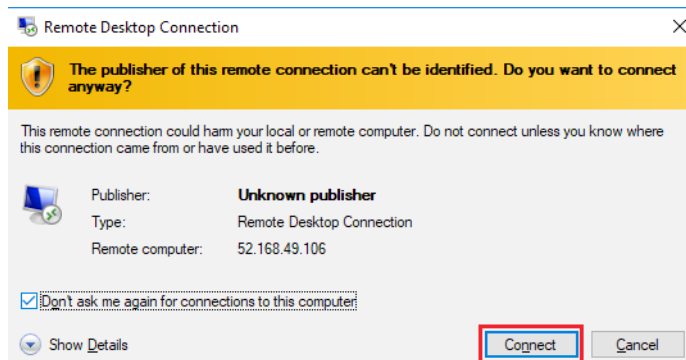 Remote Desktop Connection
The publisher of this remote connection can't be identified. Do you want to connect
anyway?
This remote connection could harm your local or remote computer. Do not connect unless you know where
this connection came from or have used it before.
Publisher: Unknown publisher
Type: Remote Desktop Connection
Remote computer: 52.168.49.106
Don't ask me again for connections to this computer
Show Details Connect Cancel